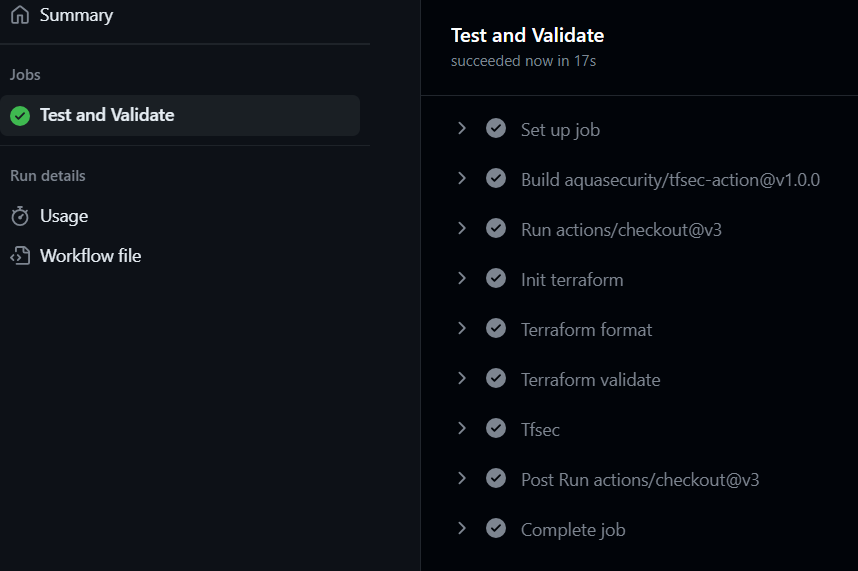 Summary
Jobs
Test and Validate
Run details
Usage
Workflow file
Test and Validate
succeeded now in 17s
Set up job
Build aquasecurity/tfsec-action@v1.0.0
Run actions/checkout@v3
Init terraform
Terraform format
Terraform validate
Tfsec
Post Run actions/checkout@v3
Complete job